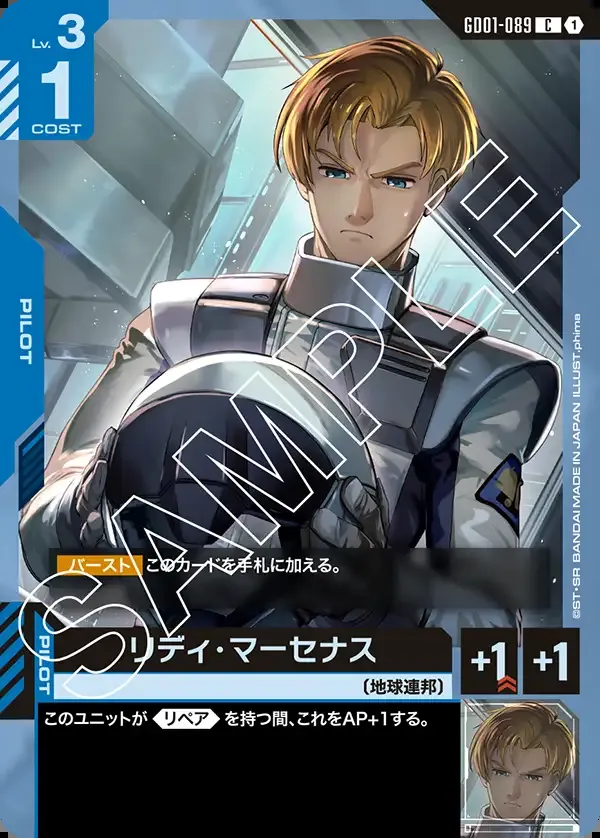 Lv. 3
1
COST
GD01-089 C 1
PILOT
SAMPLE
©ST・SR BANDAI MADE IN JAPAN ILLUST.phima
バースト このカードを手札に加える。
PILOT
リディ・マーセナス
+1 +1
〔地球連邦〕
このユニットが リペア を持つ間、これをAP+1する。